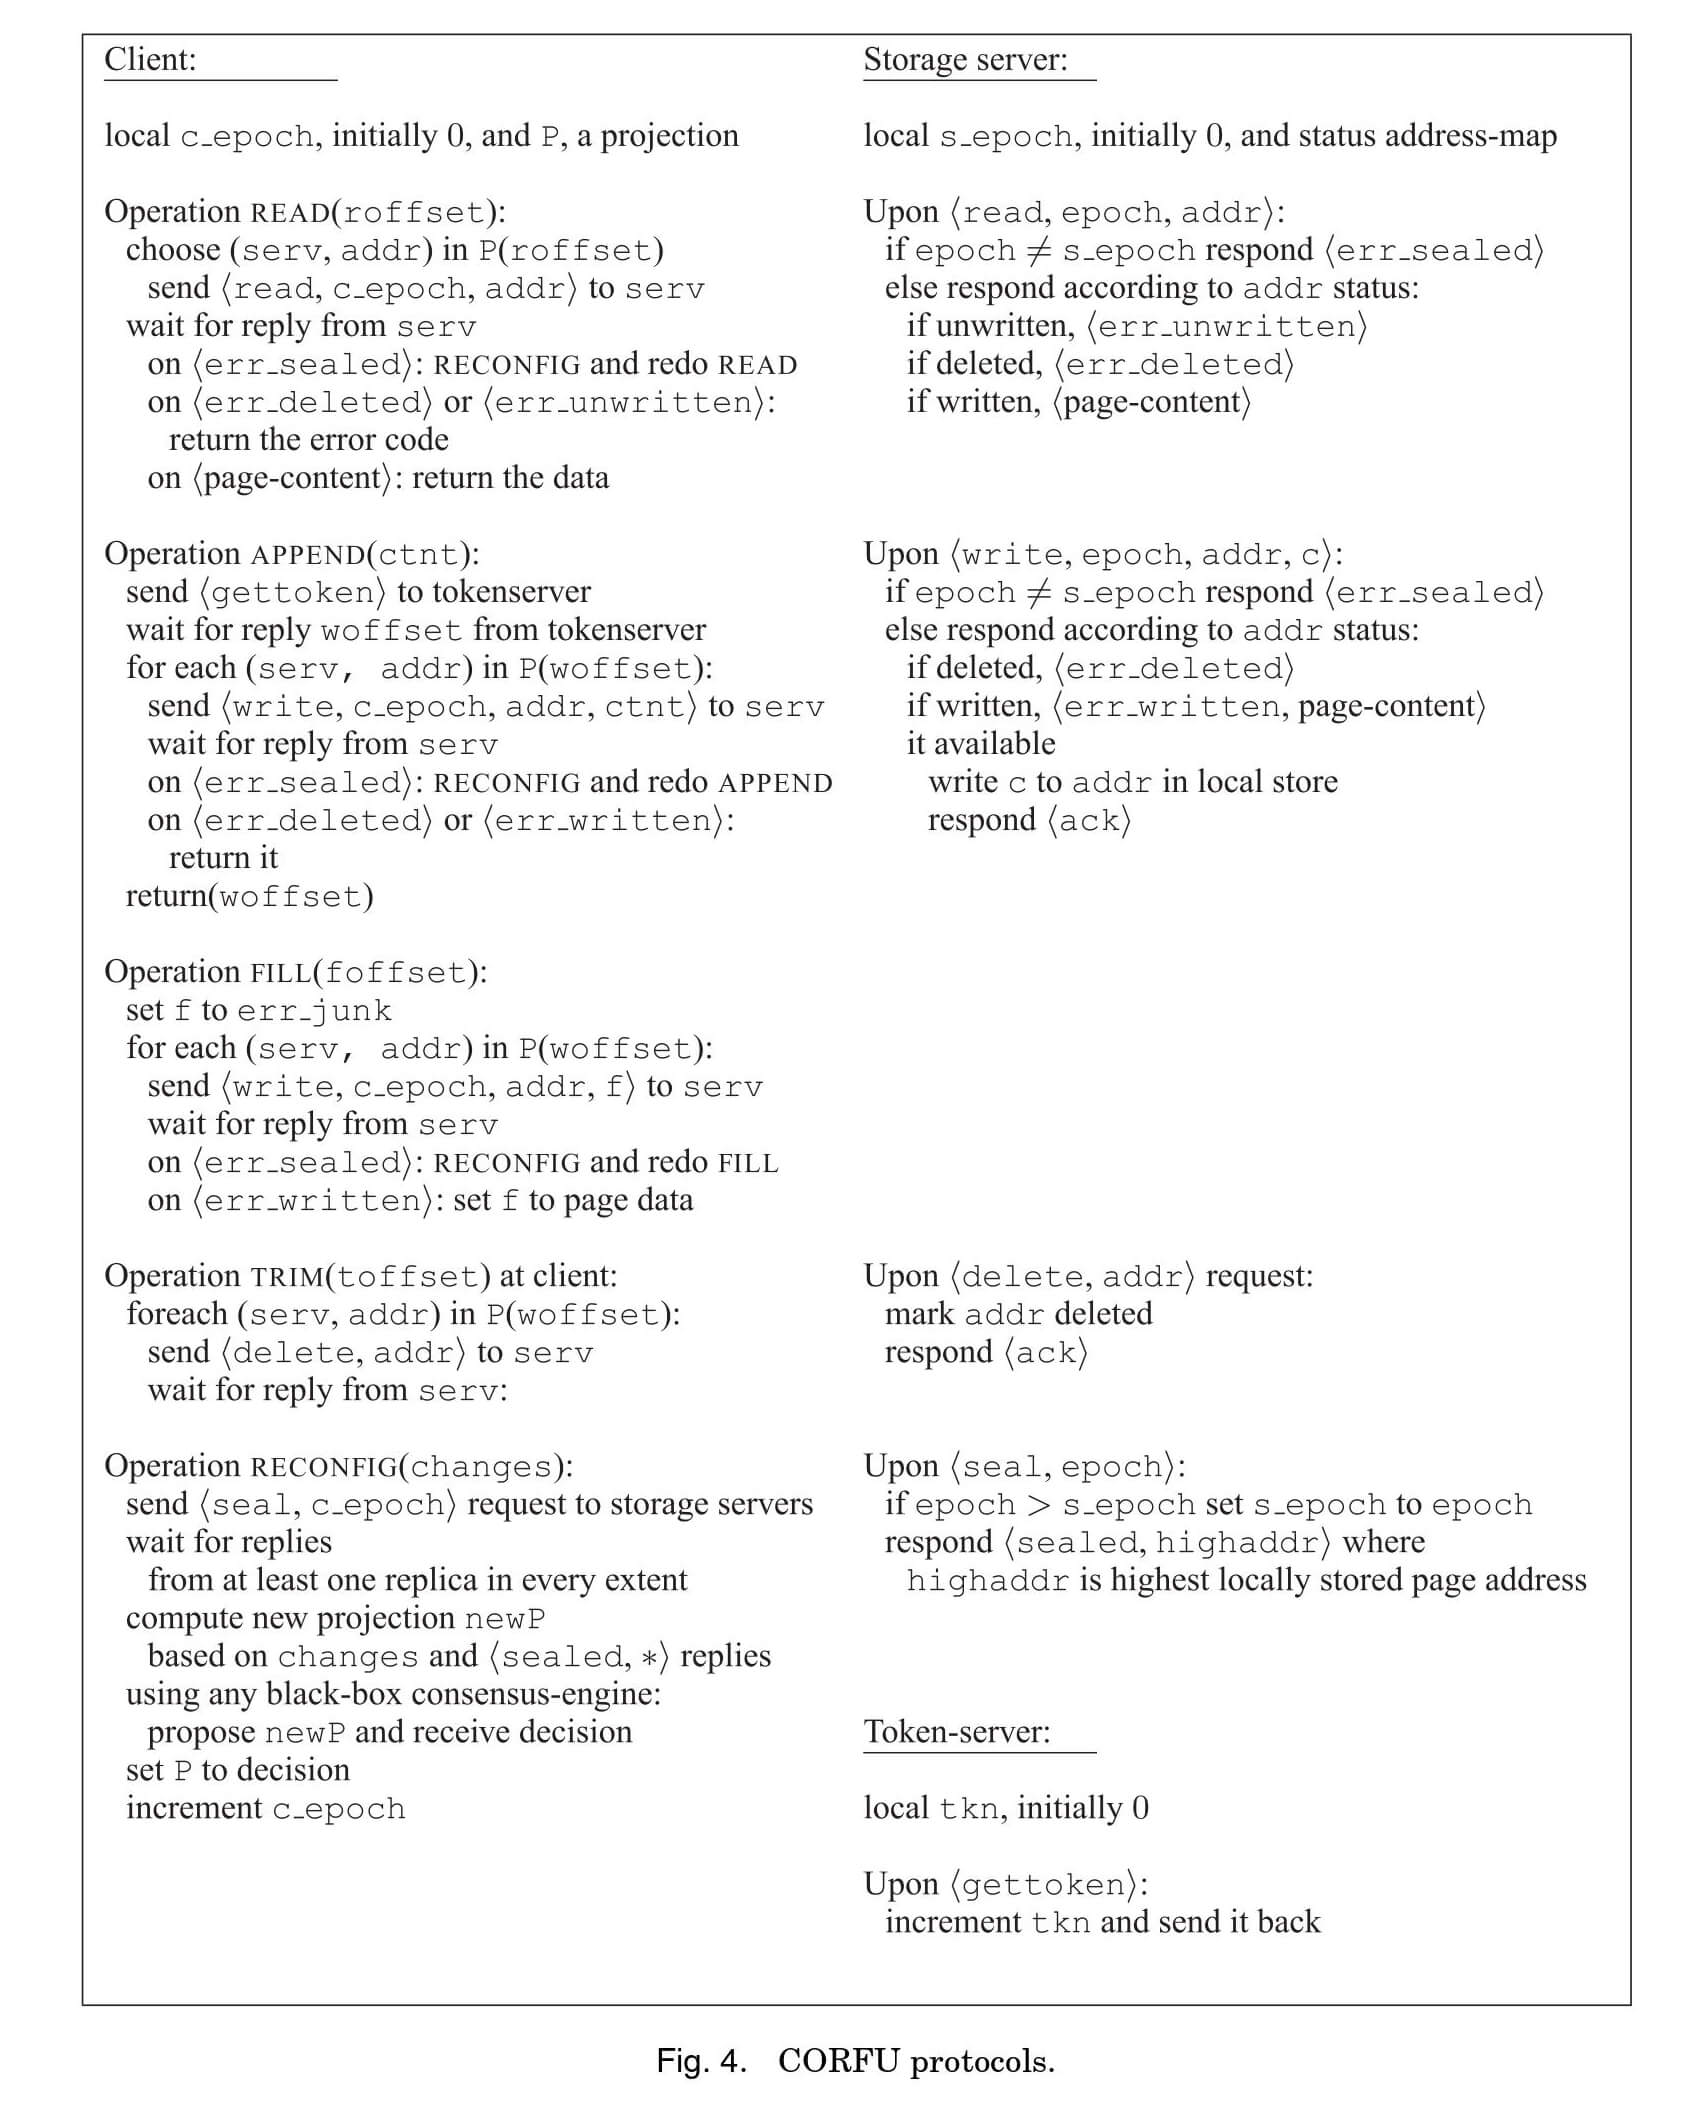 Client:
local c_epoch, initially 0, and P, a projection
Operation READ(roffset):
choose (serv, addr) in P(roffset)
send ⟨read, c_epoch, addr⟩ to serv
wait for reply from serv
on ⟨err_sealed⟩: RECONFIG and redo READ
on ⟨err_deleted⟩ or ⟨err_unwritten⟩:
return the error code
on ⟨page-content⟩: return the data
Operation APPEND(ctnt):
send ⟨gettoken⟩ to tokenserver
wait for reply woffset from tokenserver
for each (serv, addr) in P(woffset):
send ⟨write, c_epoch, addr, ctnt⟩ to serv
wait for reply from serv
on ⟨err_sealed⟩: RECONFIG and redo APPEND
on ⟨err_deleted⟩ or ⟨err_written⟩:
return it
return(woffset)
Operation FILL(foffset):
set f to err_junk
for each (serv, addr) in P(woffset):
send ⟨write, c_epoch, addr, f⟩ to serv
wait for reply from serv
on ⟨err_sealed⟩: RECONFIG and redo FILL
on ⟨err_written⟩: set f to page data
Operation TRIM(toffset) at client:
foreach (serv, addr) in P(woffset):
send ⟨delete, addr⟩ to serv
wait for reply from serv:
Operation RECONFIG(changes):
send ⟨seal, c_epoch⟩ request to storage servers
wait for replies
from at least one replica in every extent
compute new projection newP
based on changes and ⟨sealed, *⟩ replies
using any black-box consensus-engine:
propose newP and receive decision
set P to decision
increment c_epoch
Storage server:
local s_epoch, initially 0, and status address-map
Upon ⟨read, epoch, addr⟩:
if epoch ≠ s_epoch respond ⟨err_sealed⟩
else respond according to addr status:
if unwritten, ⟨err_unwritten⟩
if deleted, ⟨err_deleted⟩
if written, ⟨page-content⟩
Upon ⟨write, epoch, addr, c⟩:
if epoch ≠ s_epoch respond ⟨err_sealed⟩
else respond according to addr status:
if deleted, ⟨err_deleted⟩
if written, ⟨err_written, page-content⟩
it available
write c to addr in local store
respond ⟨ack⟩
Upon ⟨delete, addr⟩ request:
mark addr deleted
respond ⟨ack⟩
Upon ⟨seal, epoch⟩:
if epoch > s_epoch set s_epoch to epoch
respond ⟨sealed, highaddr⟩ where
highaddr is highest locally stored page address
Token-server:
local tkn, initially 0
Upon ⟨gettoken⟩:
increment tkn and send it back
Fig. 4. CORFU protocols.